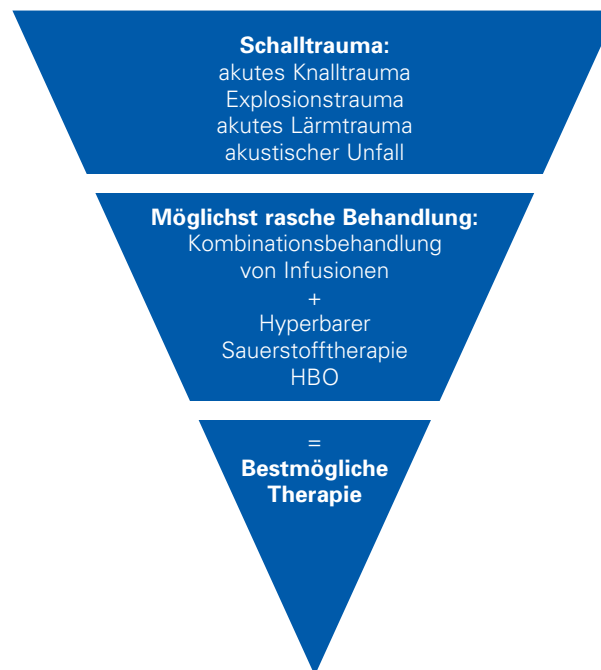 Schalltrauma:
akutes Knalltrauma
Explosionstrauma
akutes Lärmtrauma
akustischer Unfall
Möglichst rasche Behandlung:
Kombinationsbehandlung
von Infusionen
+
Hyperbarer
Sauerstofftherapie
HBO
=
Bestmögliche
Therapie